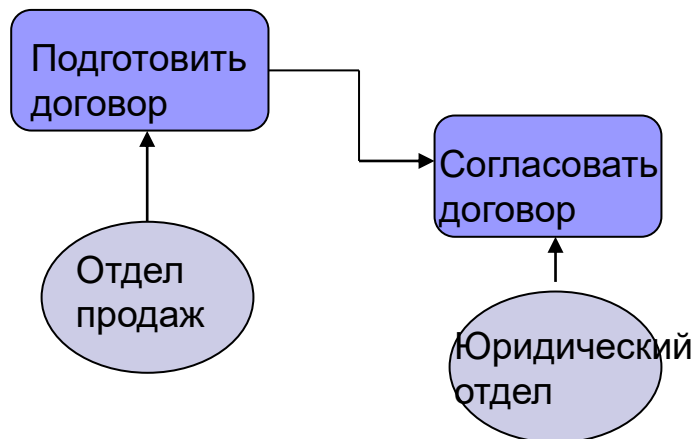 Подготовить
договор
Согласовать
договор
Отдел
продаж
Юридический
отдел